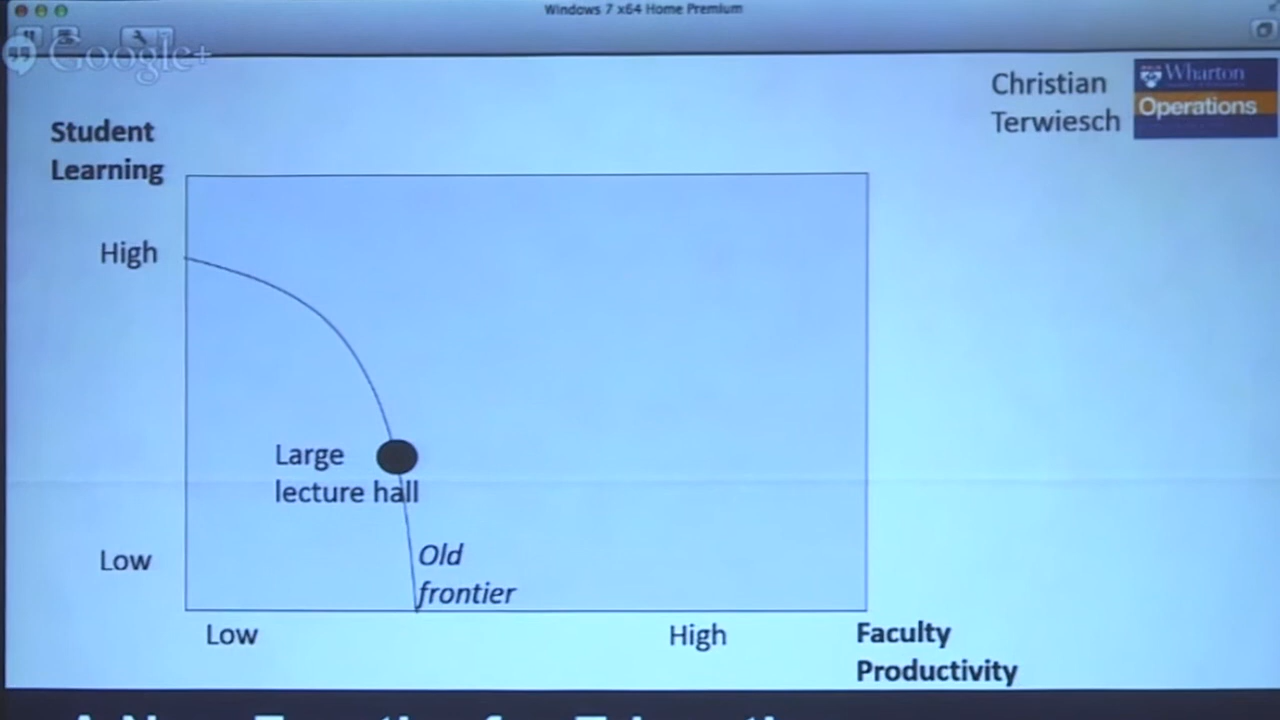 Windows 7 x64 Home Premium
Google+
Christian
Terwiesch
Wharton
Operations
Student
Learning
High
Large
lecture hall
Low
Old
frontier
Low
High
Faculty
Productivity